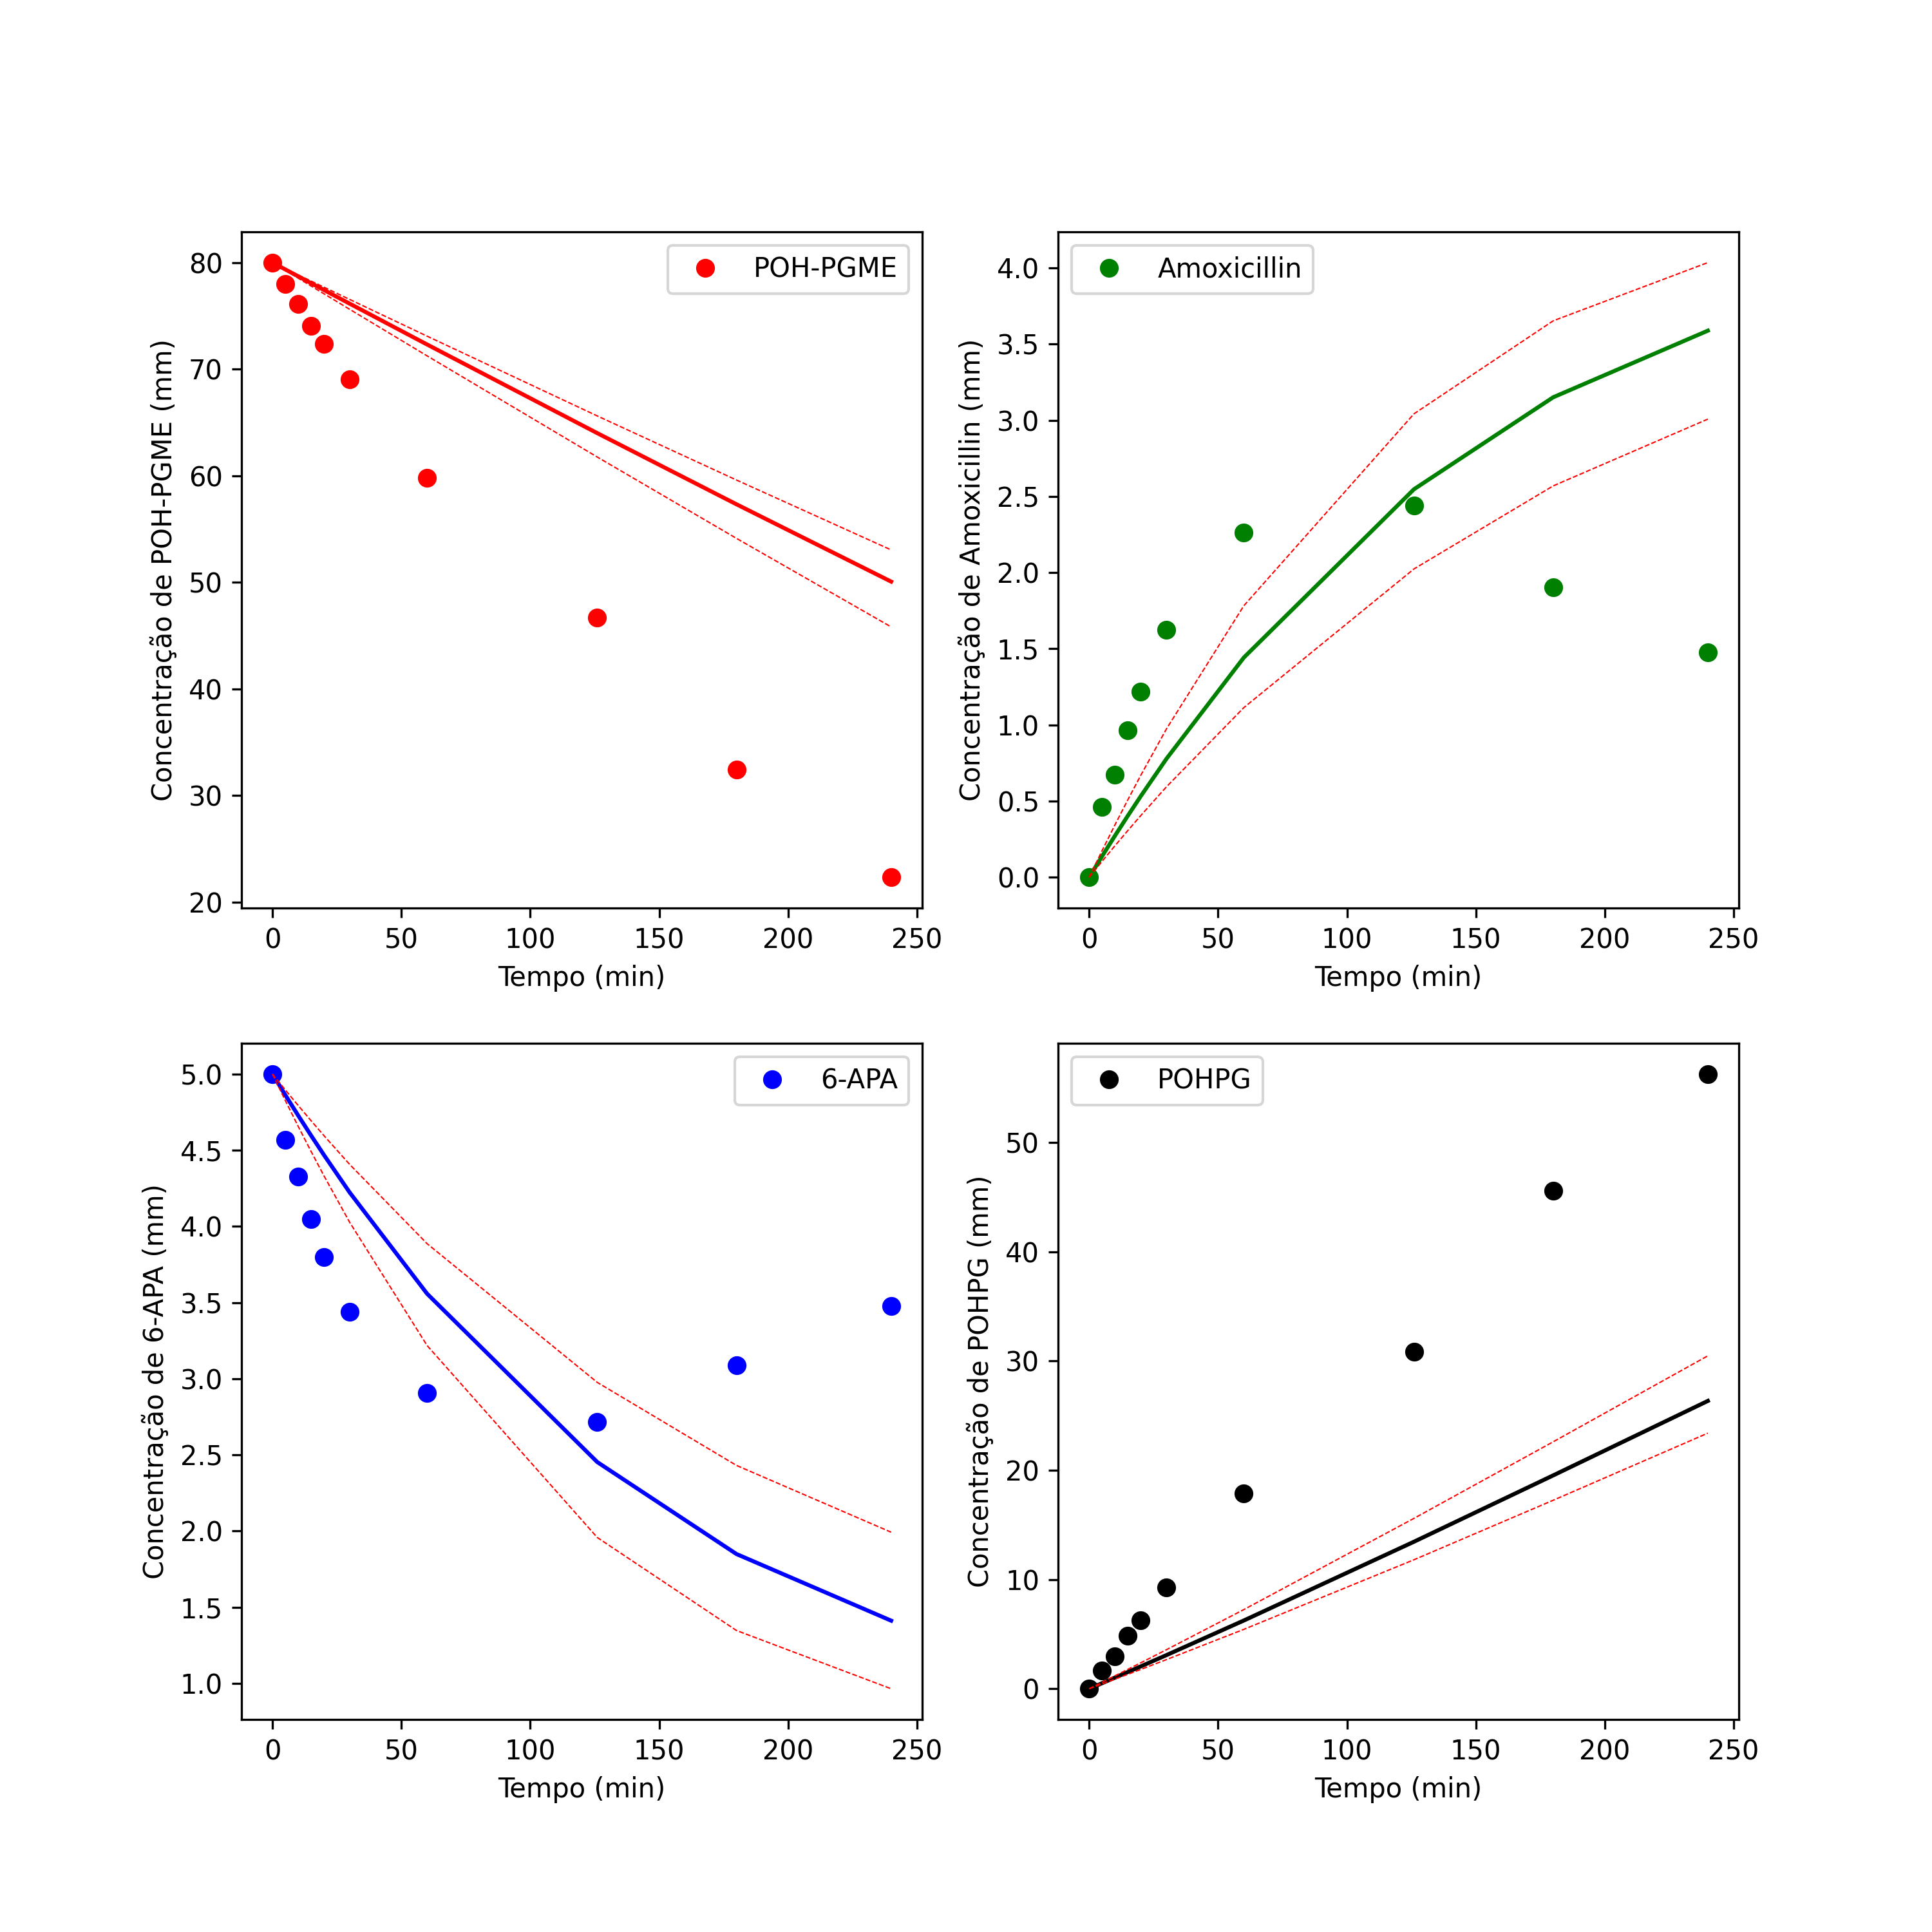 POH-PGME
Concentração de POH-PGME (mm)
80
70
60
50
40
30
20
0 50 100 150 200 250
Tempo (min)
Amoxicillin
Concentração de Amoxicillin (mm)
4.0
3.5
3.0
2.5
2.0
1.5
1.0
0.5
0.0
0 50 100 150 200 250
Tempo (min)
6-APA
Concentração de 6-APA (mm)
5.0
4.5
4.0
3.5
3.0
2.5
2.0
1.5
1.0
0 50 100 150 200 250
Tempo (min)
POHPG
Concentração de POHPG (mm)
50
40
30
20
10
0
0 50 100 150 200 250
Tempo (min)